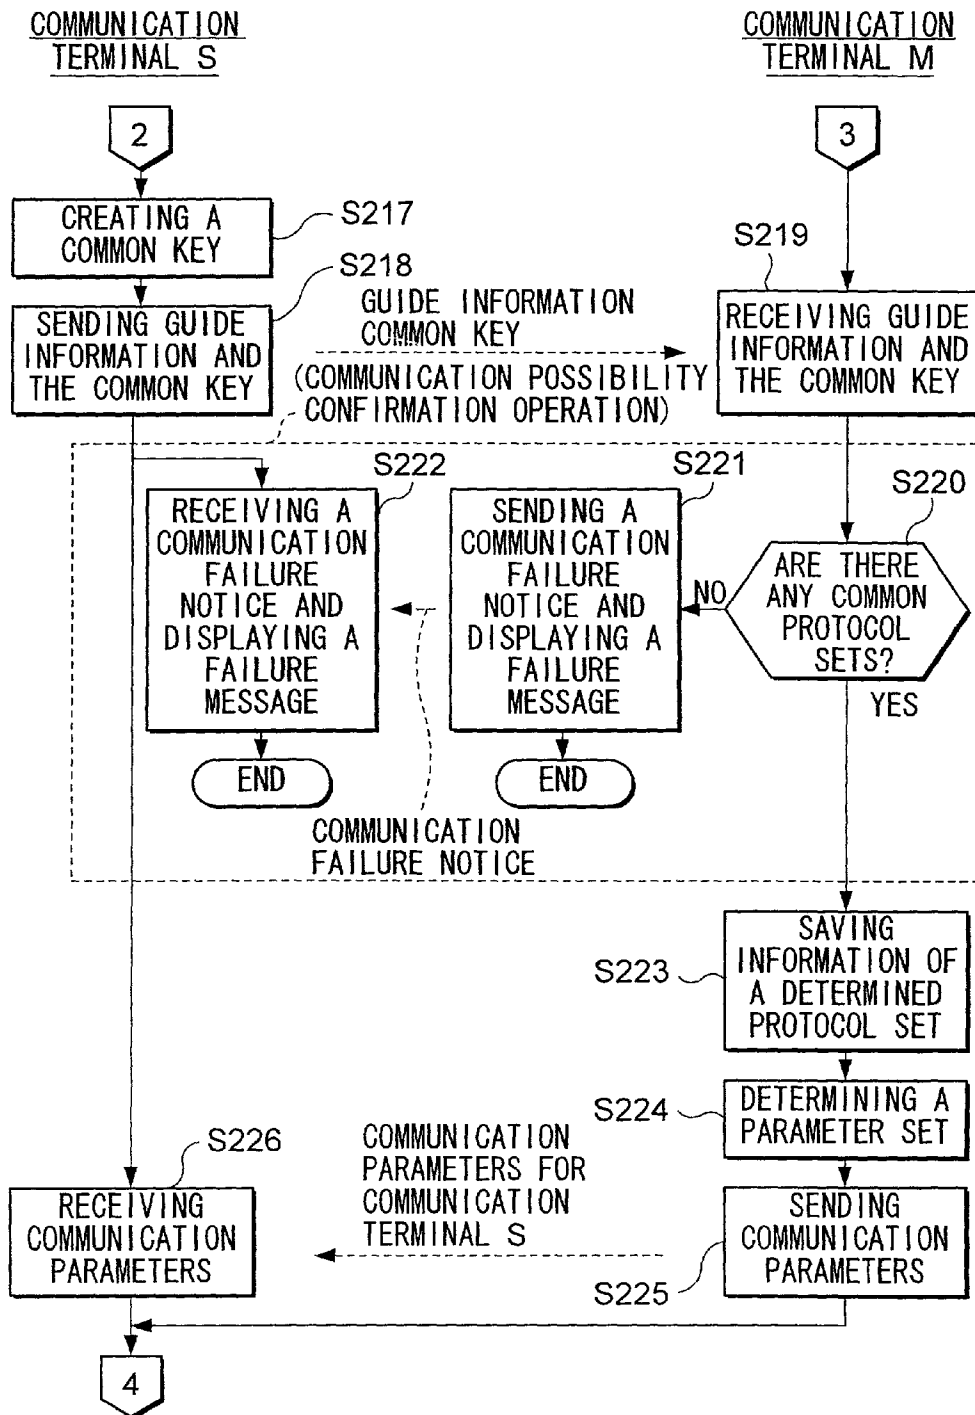 COMMUNICATION
TERMINAL S
COMMUNICATION
TERMINAL M
2
3
CREATING A
COMMON KEY
S217
S218
SENDING GUIDE
INFORMATION AND
THE COMMON KEY
GUIDE INFORMATION
COMMON KEY
(COMMUNICATION POSSIBILITY
CONFIRMATION OPERATION)
S219
RECEIVING GUIDE
INFORMATION AND
THE COMMON KEY
S222
RECEIVING A
COMMUNICATION
FAILURE
NOTICE AND
DISPLAYING A
FAILURE
MESSAGE
END
S221
SENDING A
COMMUNICATION
FAILURE
NOTICE AND
DISPLAYING A
FAILURE
MESSAGE
END
S220
ARE THERE
ANY COMMON
PROTOCOL
SETS?
NO
YES
COMMUNICATION
FAILURE NOTICE
S223
SAVING
INFORMATION OF
A DETERMINED
PROTOCOL SET
S224
DETERMINING A
PARAMETER SET
S226
RECEIVING
COMMUNICATION
PARAMETERS
COMMUNICATION
PARAMETERS FOR
COMMUNICATION
TERMINAL S
S225
SENDING
COMMUNICATION
PARAMETERS
4